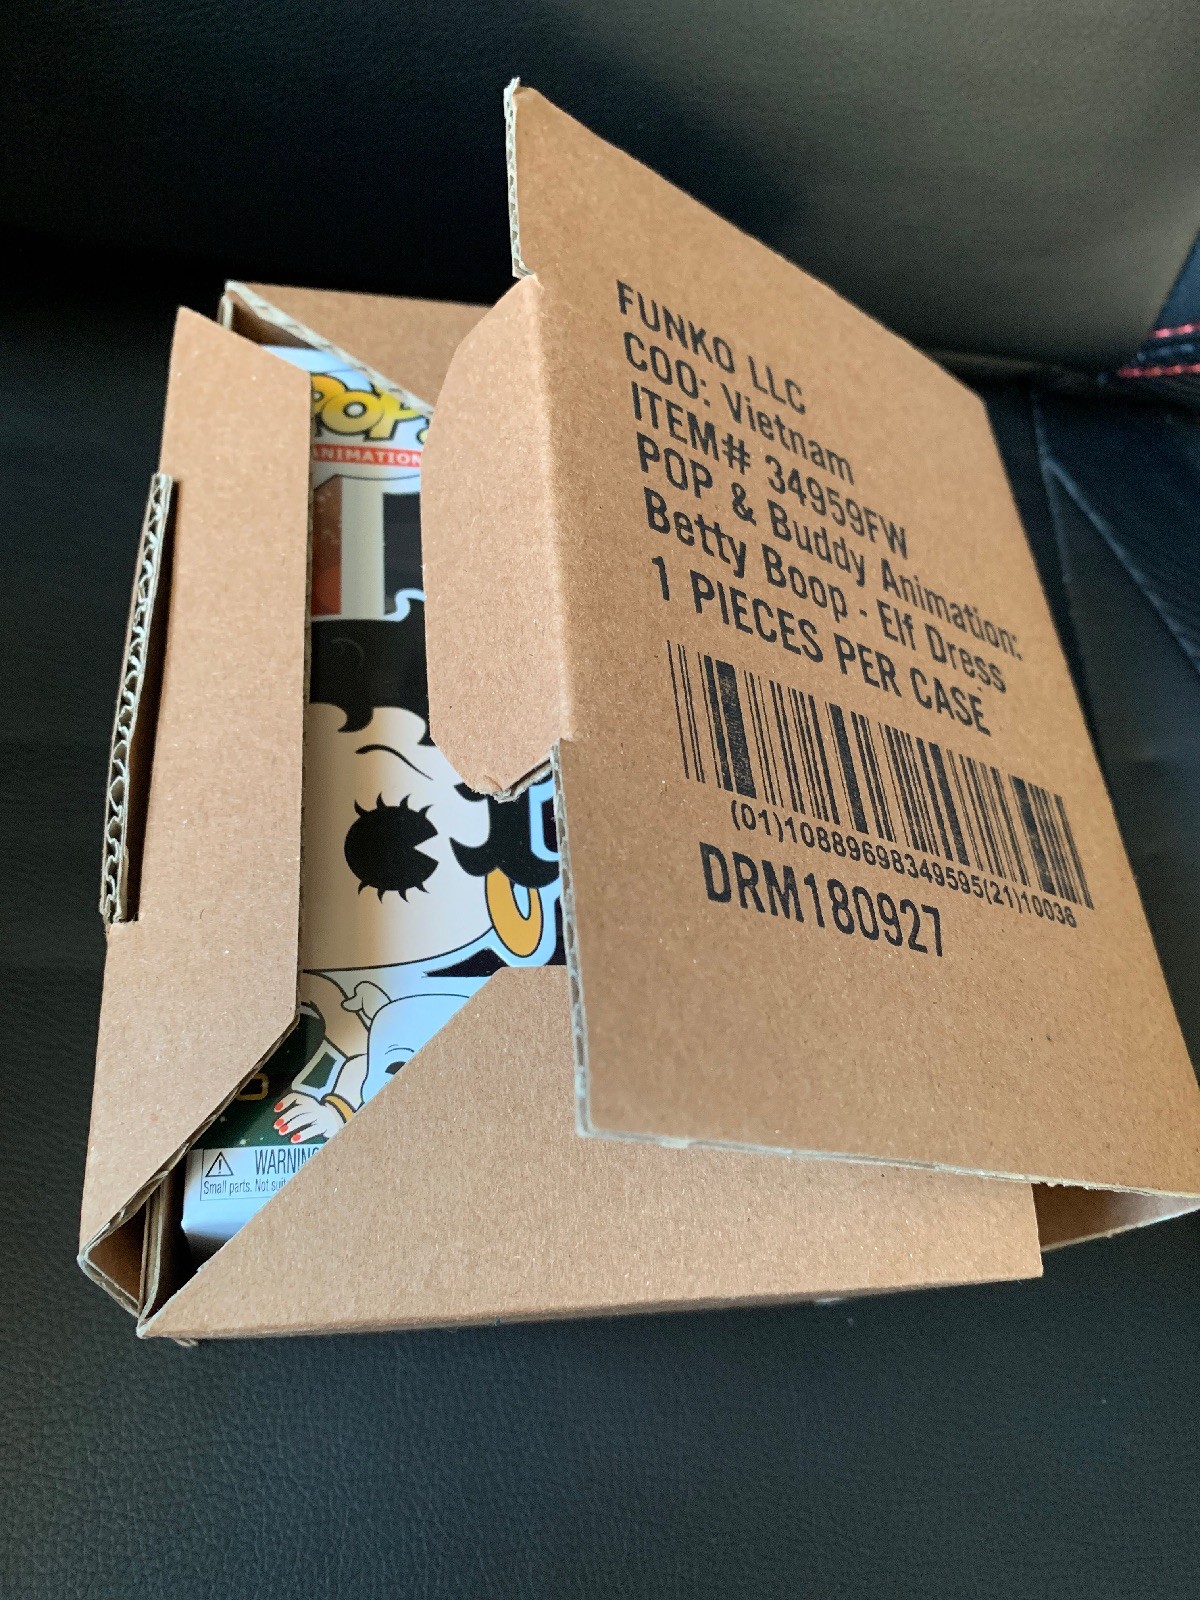 FUNKO LLC
COO: Vietnam
ITEM# 34959FW
POP & Buddy Animation:
Betty Boop - Elf Dress
1 PIECES PER CASE
(01)10889698349595(21)10036
DRM180927
POP
ANIMATION
WARNING
Small parts. Not